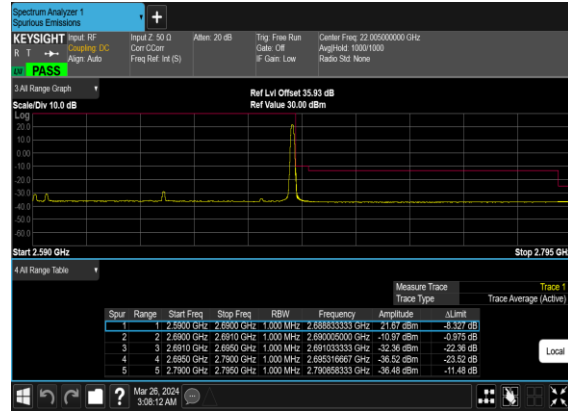 Spectrum Analyzer 1
Spurious Emissions
KEYSIGHT Input: RF Input Z: 50 Ω Atten: 20 dB Trig: Free Run Center Freq: 22.005000000 GHz
R T Coupling: DC Corr CCorr Gate: Off Avg|Hold: 1000/1000
Align: Auto Freq Ref: Int (S) IF Gain: Low Radio Std: None
PASS
3 All Range Graph Ref Lvl Offset 35.93 dB
Scale/Div 10.0 dB Ref Value 30.00 dBm
Log
20.0
10.0
0.00
-10.0
-20.0
-30.0
-40.0
-50.0
-60.0
Start 2.590 GHz Stop 2.795 GH
4 All Range Table
Measure Trace Trace 1
Trace Type Trace Average (Active)
Spur Range Start Freq Stop Freq RBW Frequency Amplitude ΔLimit
1 1 2.5900 GHz 2.6900 GHz 1.000 MHz 2.688833333 GHz 21.67 dBm -8.327 dB
2 2 2.6900 GHz 2.6910 GHz 1.000 MHz 2.690005000 GHz -10.97 dBm -0.975 dB
3 3 2.6910 GHz 2.6950 GHz 1.000 MHz 2.691033333 GHz -32.36 dBm -22.36 dB
4 4 2.6950 GHz 2.7900 GHz 1.000 MHz 2.695316667 GHz -36.52 dBm -23.52 dB
5 5 2.7900 GHz 2.7950 GHz 1.000 MHz 2.790858333 GHz -36.48 dBm -11.48 dB
Local
? Mar 26, 2024
3:08:12 AM